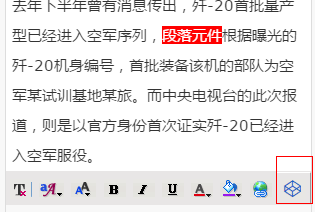 去年下半年曾有消息传出，歼-20首批量产
型已经进入空军序列，段落元件根据曝光的
歼-20机身编号，首批装备该机的部队为空
军某试训基地某旅。而中央电视台的此次报
道，则是以官方身份首次证实歼-20已经进
入空军服役。
T× ªA AA B I U A